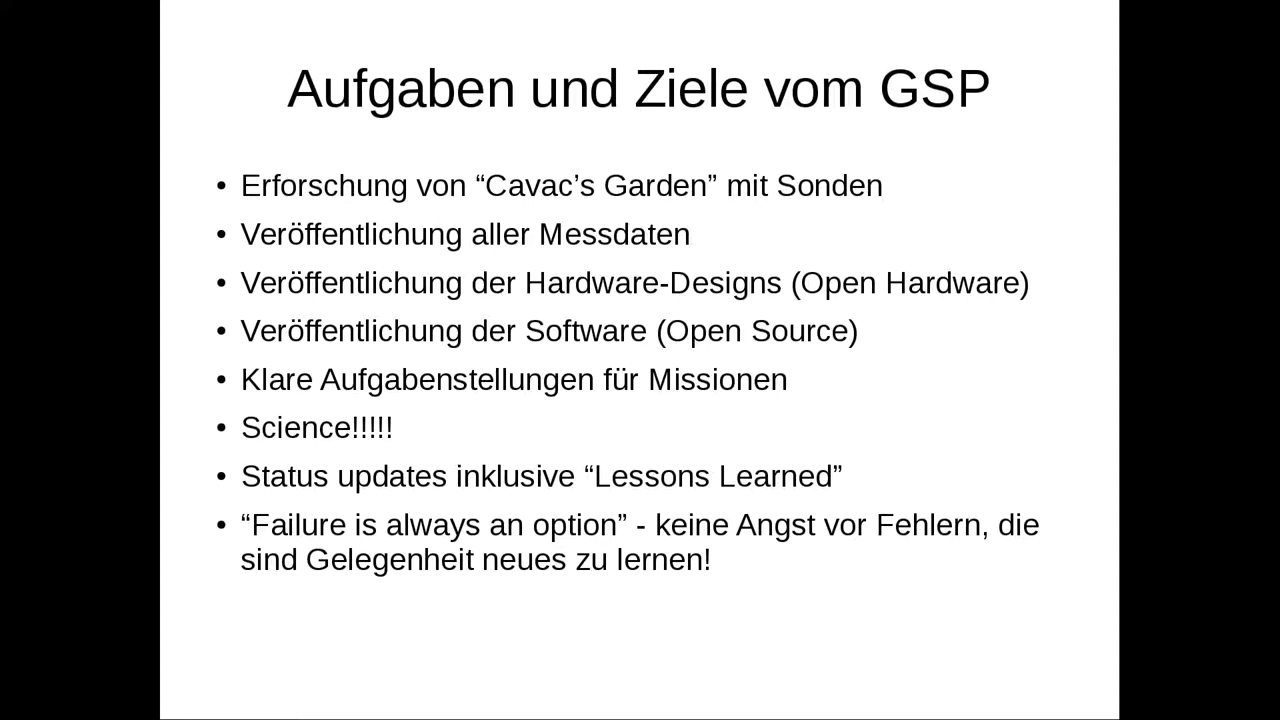 Aufgaben und Ziele vom GSP
• Erforschung von “Cavac’s Garden” mit Sonden
• Veröffentlichung aller Messdaten
• Veröffentlichung der Hardware-Designs (Open Hardware)
• Veröffentlichung der Software (Open Source)
• Klare Aufgabenstellungen für Missionen
• Science!!!!!
• Status updates inklusive “Lessons Learned”
• “Failure is always an option” - keine Angst vor Fehlern, die
sind Gelegenheit neues zu lernen!